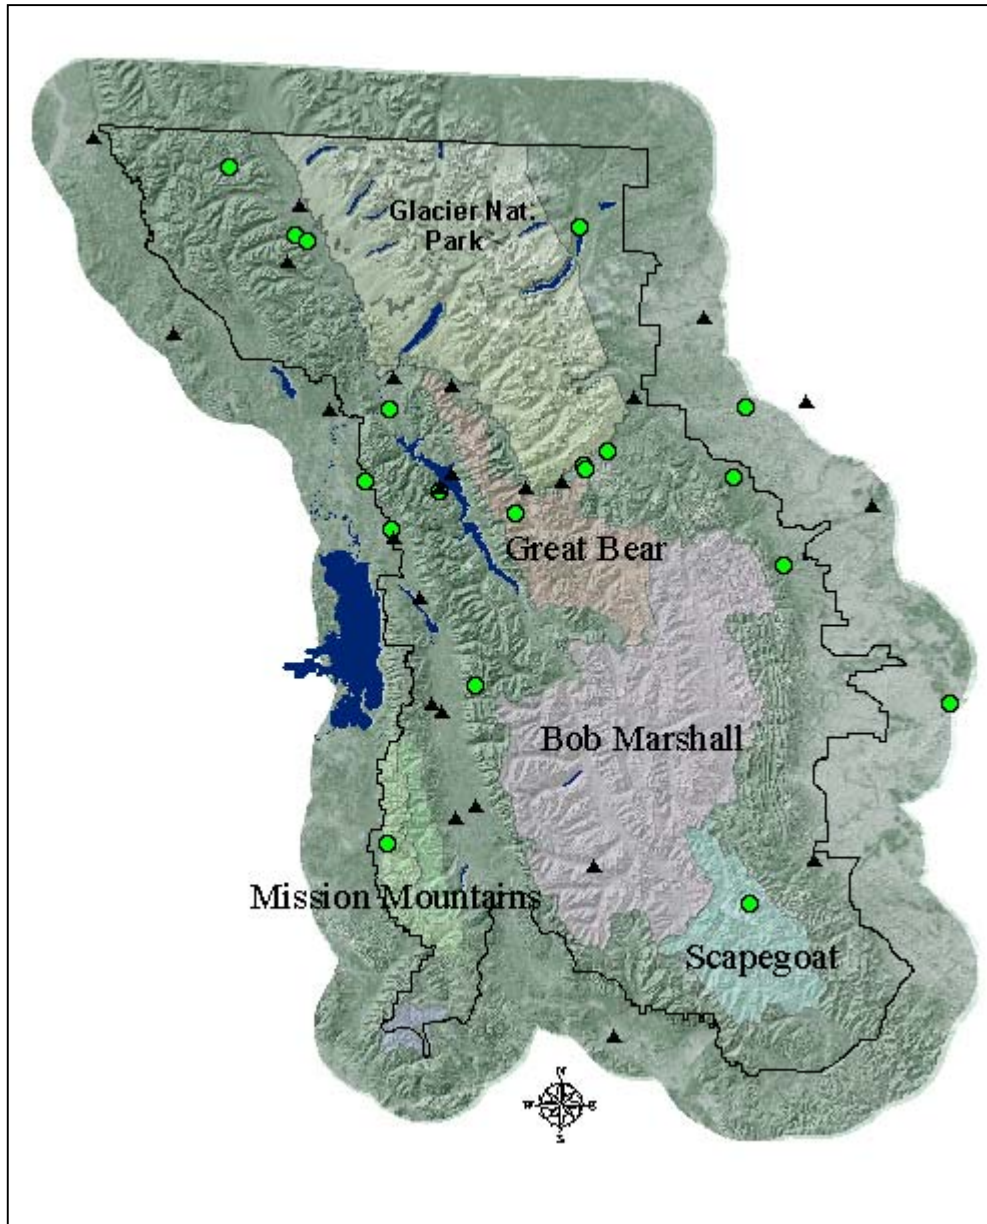 Glacier Nat.
Park
Great Bear
Bob Marshall
Mission Mountains
Scapegoat
N
W E
S